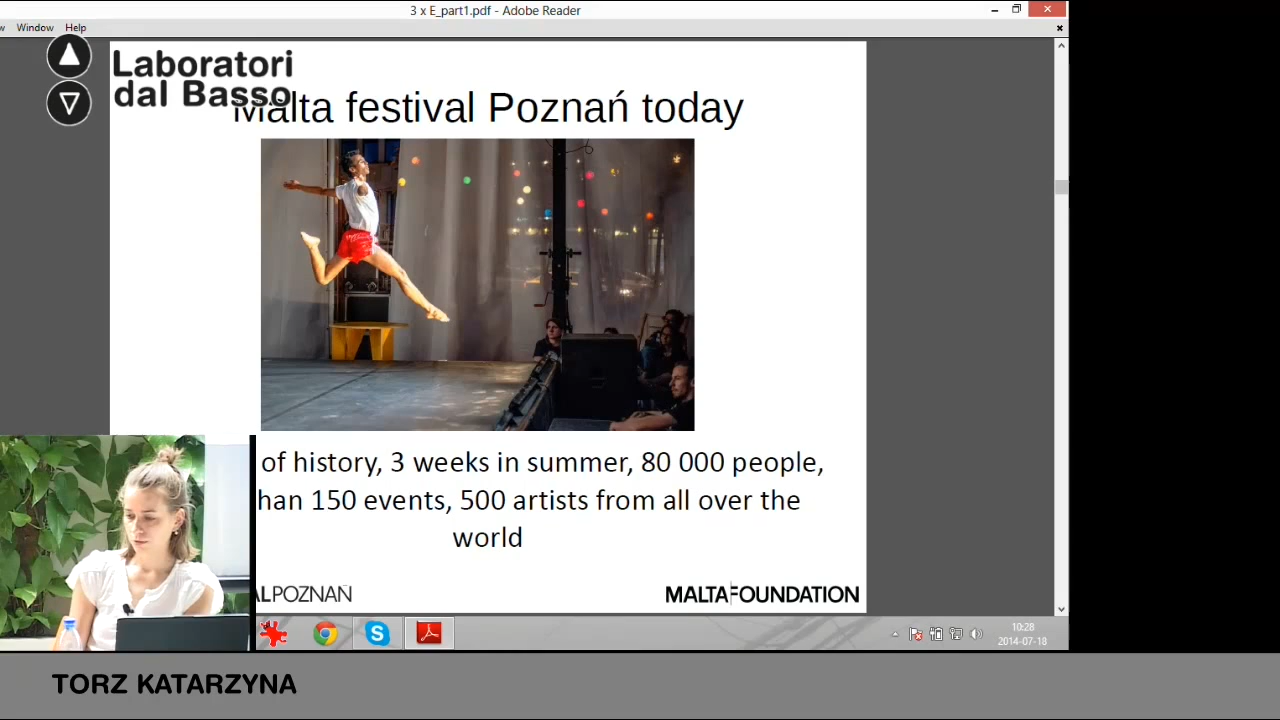 3 x E_part1.pdf - Adobe Reader
Window Help
Laboratori
dal Basso
Malta festival Poznań today
of history, 3 weeks in summer, 80 000 people,
han 150 events, 500 artists from all over the
world
ALPOZNAŃ
MALTAFOUNDATION
10:28
2014-07-18
TORZ KATARZYNA